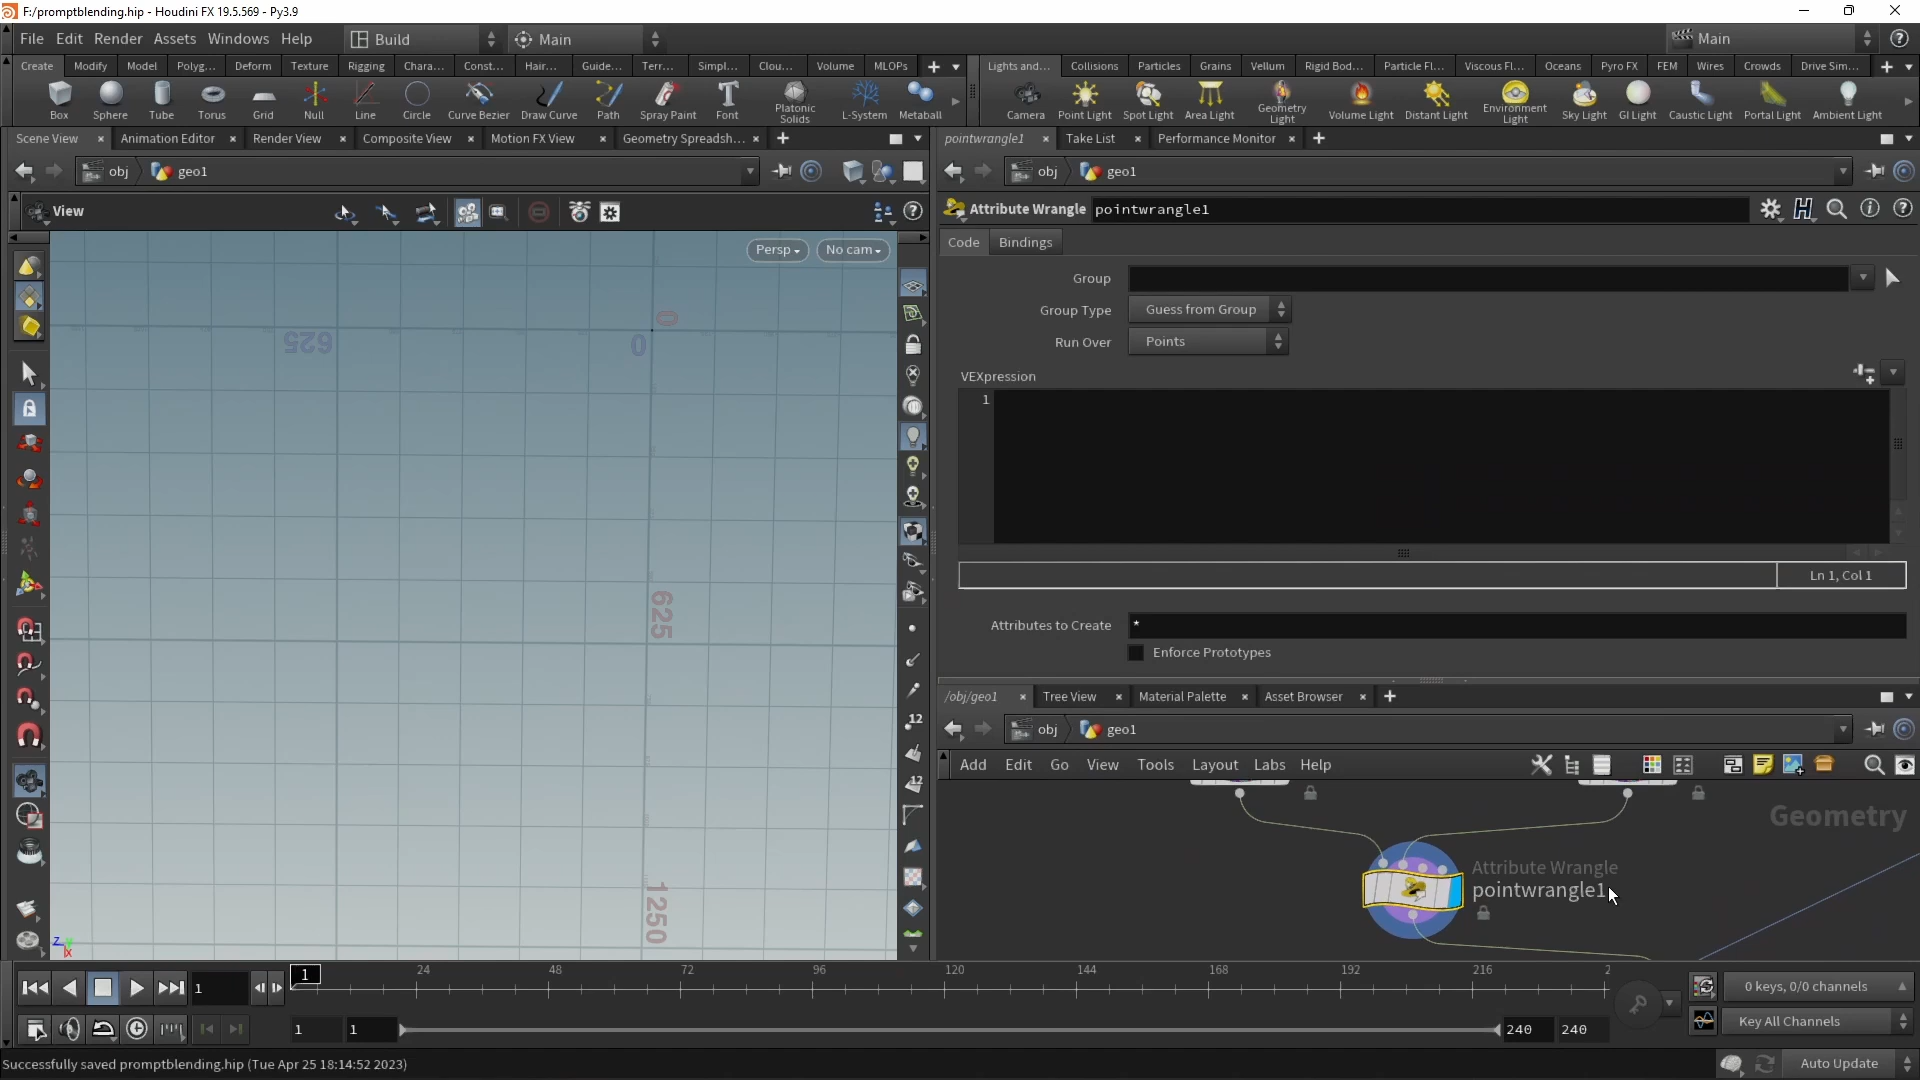 F:/promptblending.hip - Houdini FX 19.5.569 - Py3.9
File Edit Render Assets Windows Help Build Main Main
Create Modify Model Polyg... Deform Texture Rigging Chara... Const... Hair... Guide... Terr... Simpl... Clou... Volume MLOPs
Lights and... Collisions Particles Grains Vellum Rigid Bod... Particle Fl... Viscous Fl... Oceans Pyro FX FEM Wires Crowds Drive Sim...
Box Sphere Tube Torus Grid Null Line Circle Curve Bezier Draw Curve Path Spray Paint Font Platonic Solids L-System Metaball
Camera Point Light Spot Light Area Light Geometry Light Volume Light Distant Light Environment Light Sky Light GI Light Caustic Light Portal Light Ambient Light
Scene View Animation Editor Render View Composite View Motion FX View Geometry Spreadsh...
pointwrangle1 Take List Performance Monitor
obj geo1
obj geo1
View
Attribute Wrangle pointwrangle1
Code Bindings
Persp No cam
Group
Group Type Guess from Group
Run Over Points
VEXpression
1
Ln 1, Col 1
Attributes to Create *
Enforce Prototypes
0
625
0
625
1250
12
12
z y x
/obj/geo1 Tree View Material Palette Asset Browser
obj geo1
Add Edit Go View Tools Layout Labs Help
Geometry
Attribute Wrangle
pointwrangle1
1
1 24 48 72 96 120 144 168 192 216 2
0 keys, 0/0 channels
1 1 240 240
Key All Channels
Successfully saved promptblending.hip (Tue Apr 25 18:14:52 2023)
Auto Update